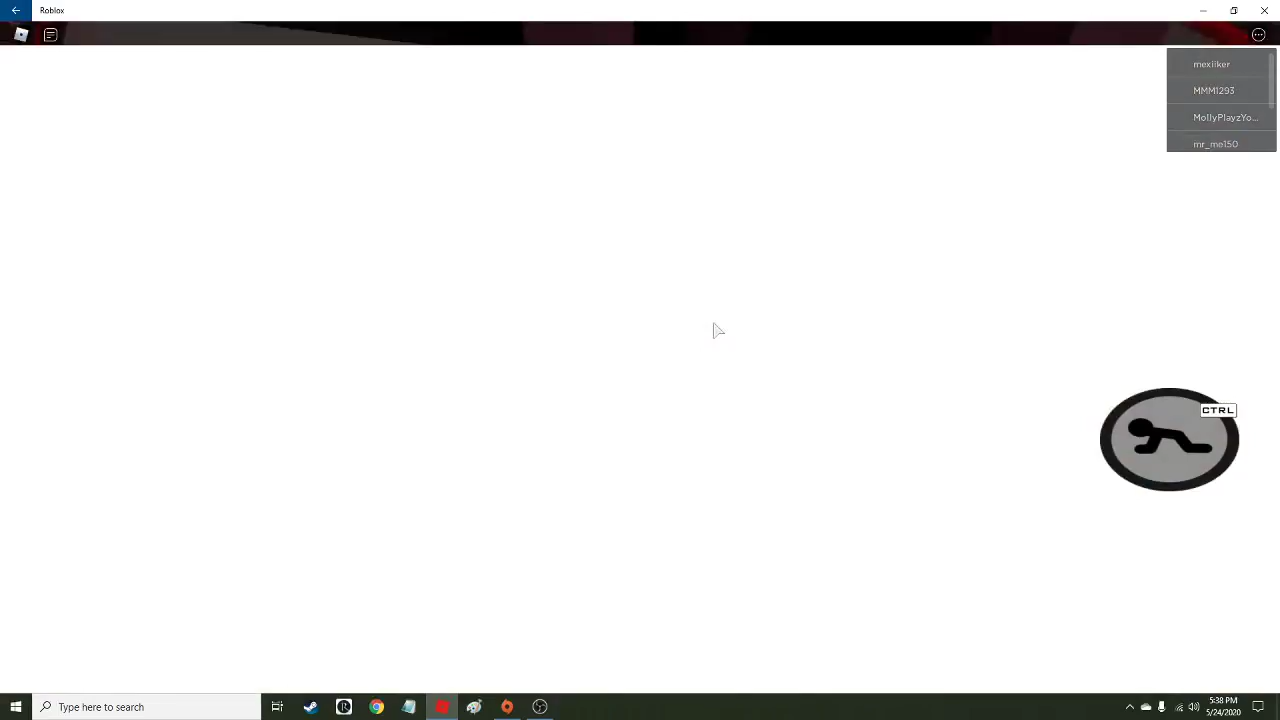 Roblox
mexiiker
MMM1293
MollyPlayzYo...
mr_me150
CTRL
Type here to search
5:38 PM
5/24/2020